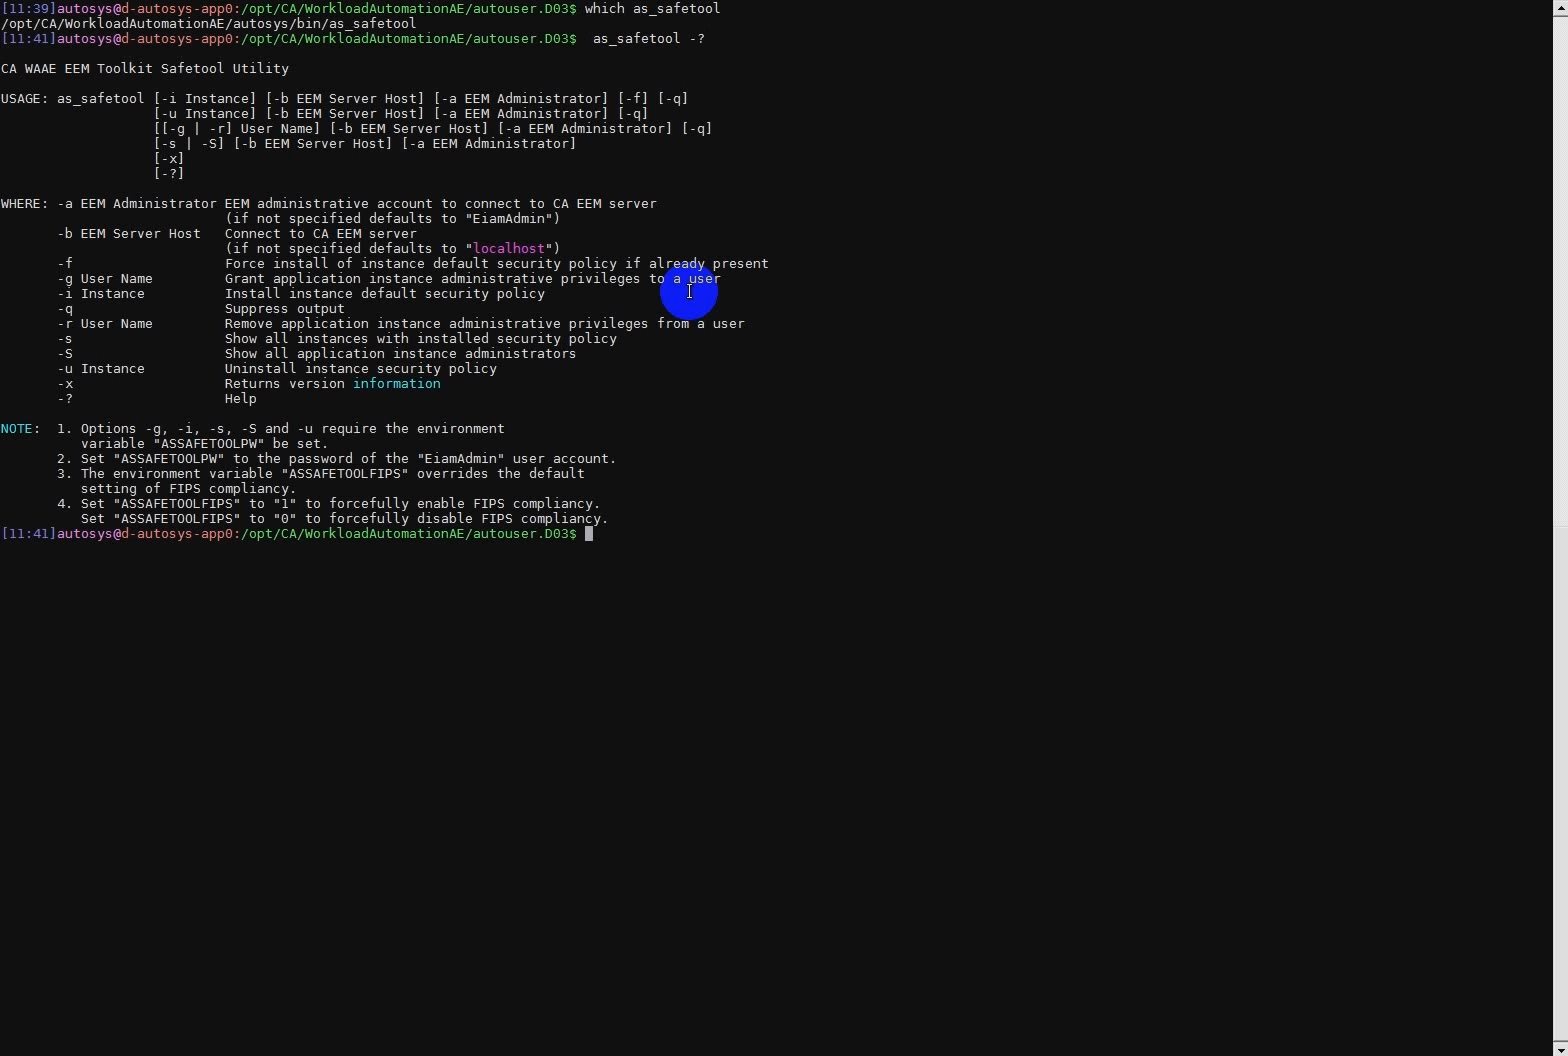 [11:39]autosys@d-autosys-app0:/opt/CA/WorkloadAutomationAE/autouser.D03$ which as_safetool
/opt/CA/WorkloadAutomationAE/autosys/bin/as_safetool
[11:41]autosys@d-autosys-app0:/opt/CA/WorkloadAutomationAE/autouser.D03$  as_safetool -?

CA WAAE EEM Toolkit Safetool Utility

USAGE: as_safetool [-i Instance] [-b EEM Server Host] [-a EEM Administrator] [-f] [-q]
                   [-u Instance] [-b EEM Server Host] [-a EEM Administrator] [-q]
                   [[-g | -r] User Name] [-b EEM Server Host] [-a EEM Administrator] [-q]
                   [-s | -S] [-b EEM Server Host] [-a EEM Administrator]
                   [-x]
                   [-?]

WHERE: -a EEM Administrator EEM administrative account to connect to CA EEM server
                            (if not specified defaults to "EiamAdmin")
       -b EEM Server Host   Connect to CA EEM server
                            (if not specified defaults to "localhost")
       -f                   Force install of instance default security policy if already present
       -g User Name         Grant application instance administrative privileges to a user
       -i Instance          Install instance default security policy
       -q                   Suppress output
       -r User Name         Remove application instance administrative privileges from a user
       -s                   Show all instances with installed security policy
       -S                   Show all application instance administrators
       -u Instance          Uninstall instance security policy
       -x                   Returns version information
       -?                   Help

NOTE:  1. Options -g, -i, -s, -S and -u require the environment
          variable "ASSAFETOOLPW" be set.
       2. Set "ASSAFETOOLPW" to the password of the "EiamAdmin" user account.
       3. The environment variable "ASSAFETOOLFIPS" overrides the default
          setting of FIPS compliancy.
       4. Set "ASSAFETOOLFIPS" to "1" to forcefully enable FIPS compliancy.
          Set "ASSAFETOOLFIPS" to "0" to forcefully disable FIPS compliancy.
[11:41]autosys@d-autosys-app0:/opt/CA/WorkloadAutomationAE/autouser.D03$